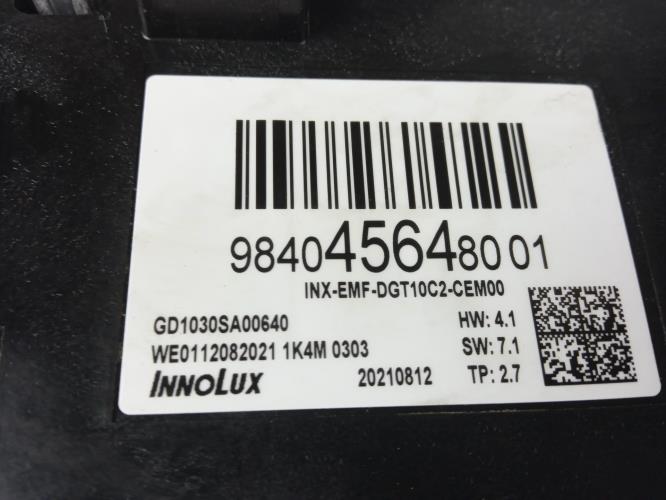 9840456480 01
INX-EMF-DGT10C2-CEM00
GD1030SA00640 HW: 4.1
WE0112082021 1K4M 0303 SW: 7.1
INNOLUX 20210812 TP: 2.7